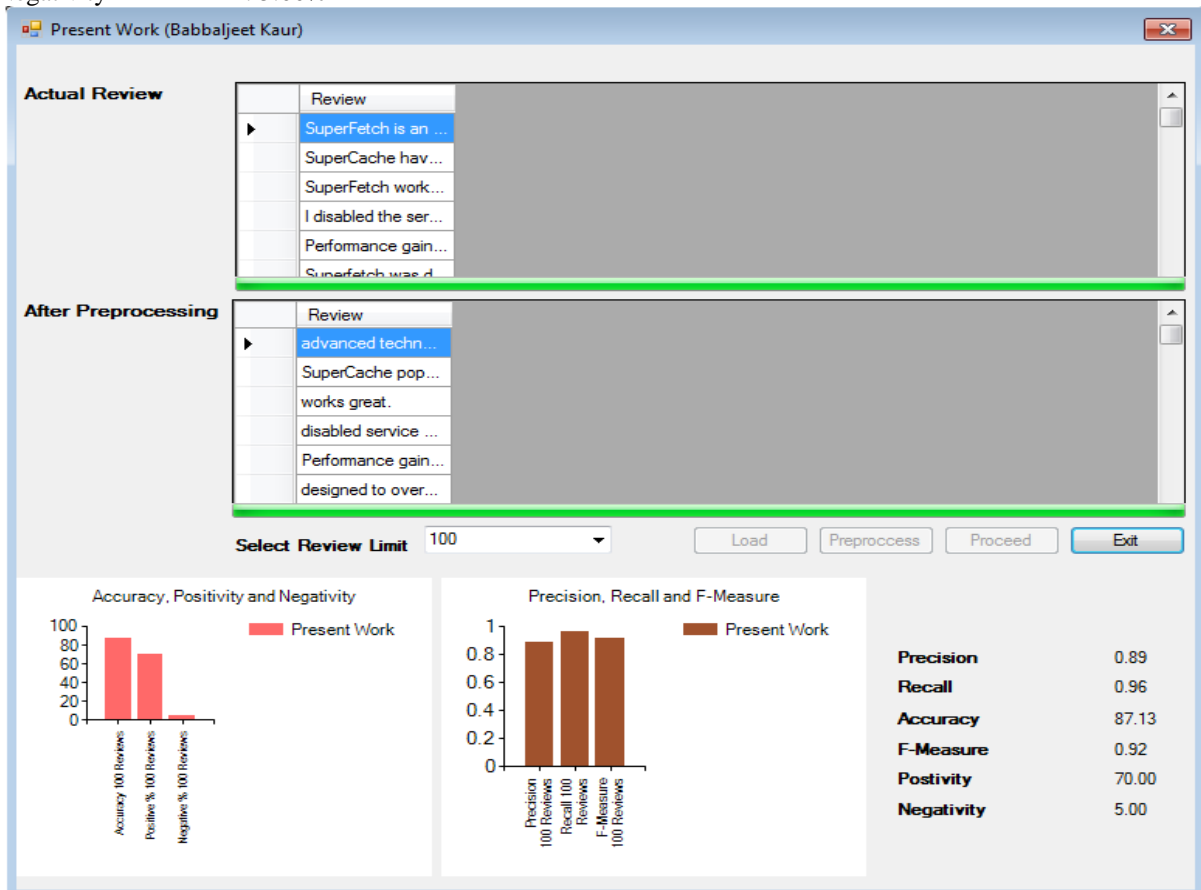 Present Work (Babbaljeet Kaur)
Actual Review
Review
SuperFetch is an ...
SuperCache hav...
SuperFetch work...
I disabled the ser...
Performance gain...
Superfetch was d
After Preprocessing
Review
advanced techn...
SuperCache pop...
works great.
disabled service ...
Performance gain...
designed to over...
Select Review Limit 100 Load Preproccess Proceed Exit
Accuracy, Positivity and Negativity
Present Work
100
80
60
40
20
0
Accuracy 100 Reviews
Positive % 100 Reviews
Negative % 100 Reviews
Precision, Recall and F-Measure
Present Work
1
0.8
0.6
0.4
0.2
0
Precision
100 Reviews
Recall 100
Reviews
F-Measure
100 Reviews
Precision 0.89
Recall 0.96
Accuracy 87.13
F-Measure 0.92
Postivity 70.00
Negativity 5.00